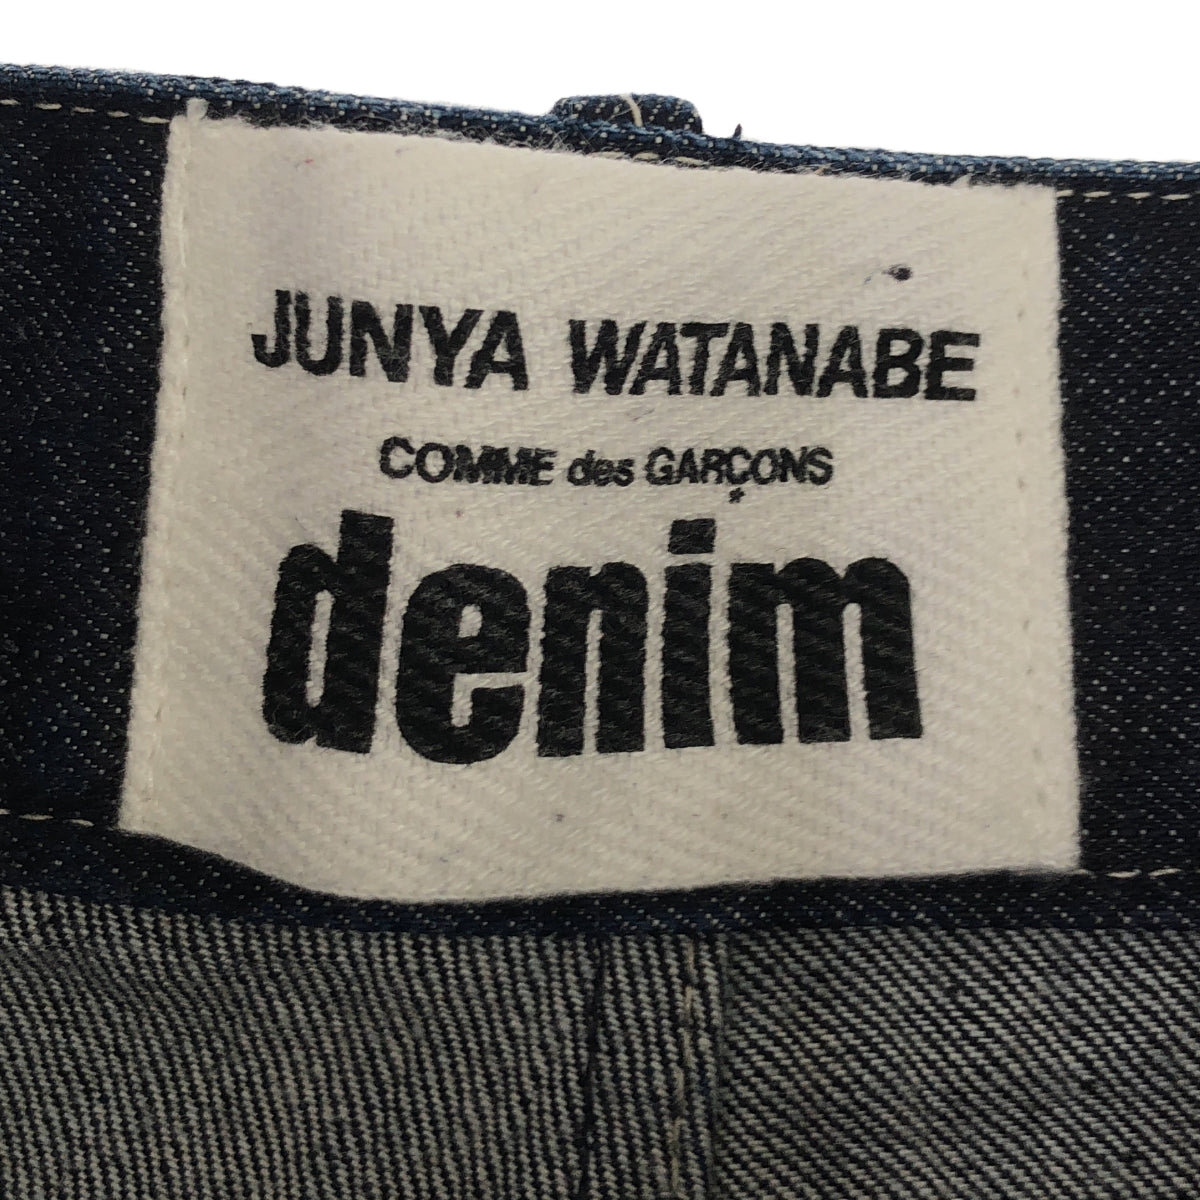 JUNYA WATANABE
COMME des GARÇONS
denim